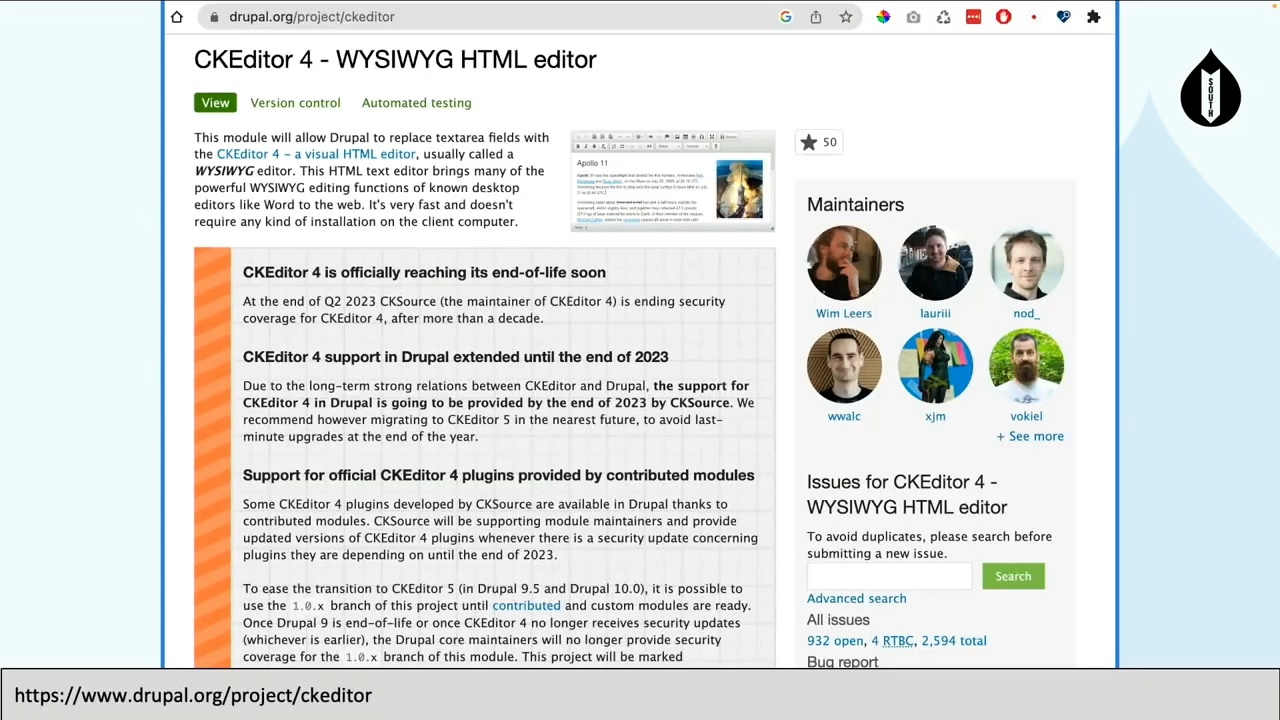 drupal.org/project/ckeditor
CKEditor 4 - WYSIWYG HTML editor
View
Version control
Automated testing
This module will allow Drupal to replace textarea fields with
the CKEditor 4 – a visual HTML editor, usually called a
WYSIWYG editor. This HTML text editor brings many of the
powerful WYSIWYG editing functions of known desktop
editors like Word to the web. It's very fast and doesn't
require any kind of installation on the client computer.
Apollo 11
CKEditor 4 is officially reaching its end-of-life soon
At the end of Q2 2023 CKSource (the maintainer of CKEditor 4) is ending security
coverage for CKEditor 4, after more than a decade.
CKEditor 4 support in Drupal extended until the end of 2023
Due to the long-term strong relations between CKEditor and Drupal, the support for
CKEditor 4 in Drupal is going to be provided by the end of 2023 by CKSource. We
recommend however migrating to CKEditor 5 in the nearest future, to avoid last-
minute upgrades at the end of the year.
Support for official CKEditor 4 plugins provided by contributed modules
Some CKEditor 4 plugins developed by CKSource are available in Drupal thanks to
contributed modules. CKSource will be supporting module maintainers and provide
updated versions of CKEditor 4 plugins whenever there is a security update concerning
plugins they are depending on until the end of 2023.
To ease the transition to CKEditor 5 (in Drupal 9.5 and Drupal 10.0), it is possible to
use the 1.0.x branch of this project until contributed and custom modules are ready.
Once Drupal 9 is end-of-life or once CKEditor 4 no longer receives security updates
(whichever is earlier), the Drupal core maintainers will no longer provide security
coverage for the 1.0.x branch of this module. This project will be marked
50
Maintainers
Wim Leers
lauriii
nod_
wwalc
xjm
vokiel
+ See more
Issues for CKEditor 4 -
WYSIWYG HTML editor
To avoid duplicates, please search before
submitting a new issue.
Search
Advanced search
All issues
932 open, 4 RTBC, 2,594 total
Bug report
SOUTH
https://www.drupal.org/project/ckeditor